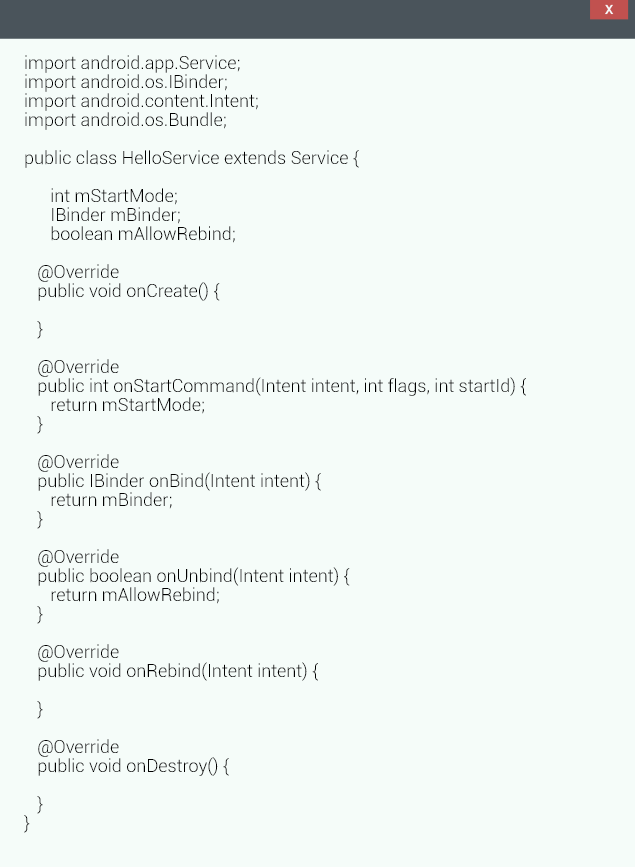 X
import android.app.Service;
import android.os.IBinder;
import android.content.Intent;
import android.os.Bundle;
public class HelloService extends Service {
int mStartMode;
IBinder mBinder;
boolean mAllowRebind;
@Override
public void onCreate() {
}
@Override
public int onStartCommand(Intent intent, int flags, int startId) {
return mStartMode;
}
@Override
public IBinder onBind(Intent intent) {
return mBinder;
}
@Override
public boolean onUnbind(Intent intent) {
return mAllowRebind;
}
@Override
public void onRebind(Intent intent) {
}
@Override
public void onDestroy() {
}
}